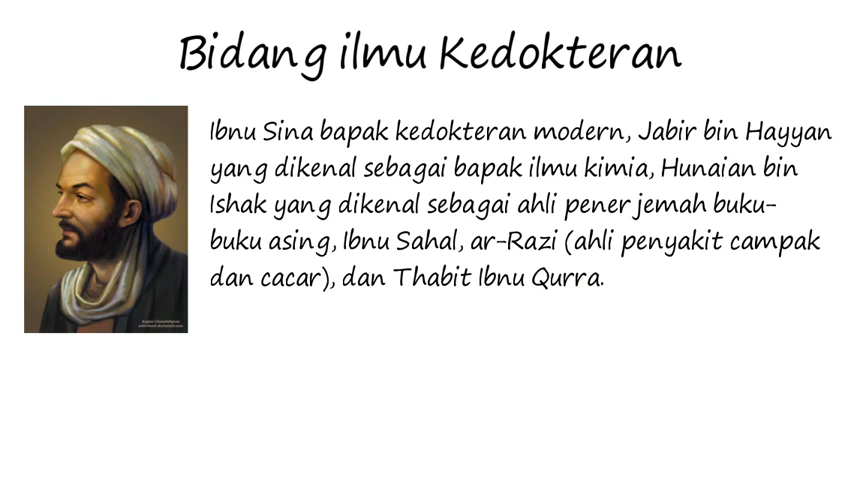 Bidang ilmu Kedokteran
Ibnu Sina bapak kedokteran modern, Jabir bin Hayyan
yang dikenal sebagai bapak ilmu kimia, Hunaian bin
Ishak yang dikenal sebagai ahli penerjemah buku-
buku asing, Ibnu Sahal, ar-Razi (ahli penyakit campak
dan cacar), dan Thabit Ibnu Qurra.